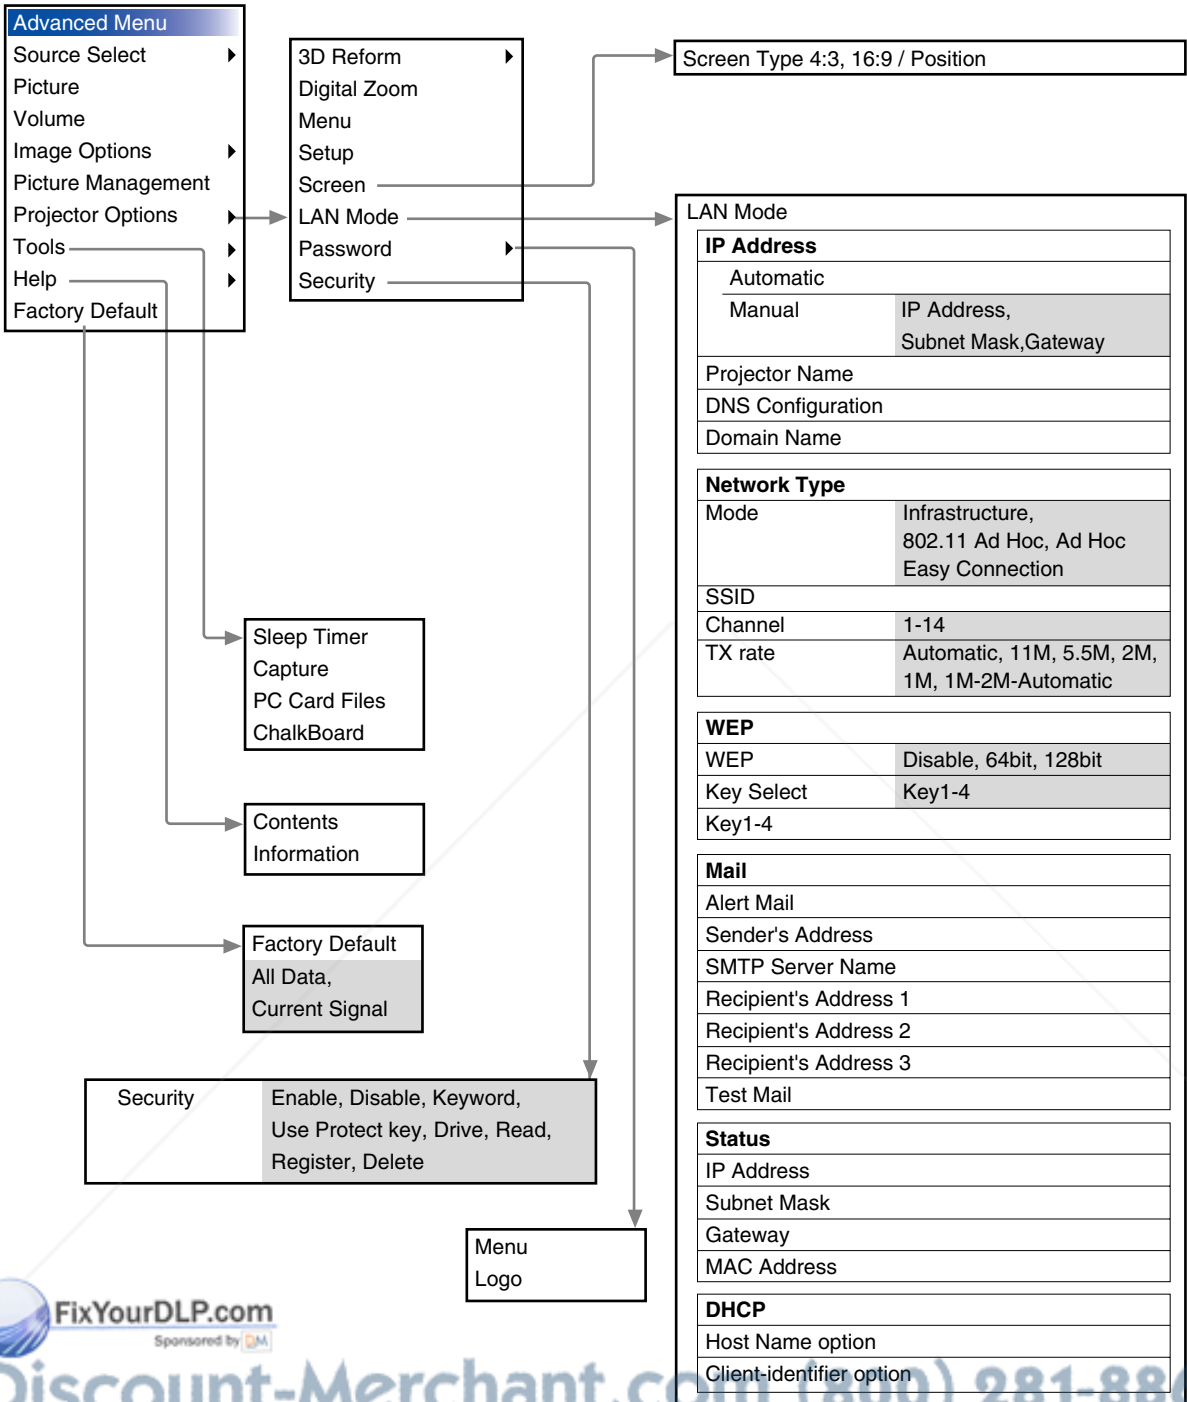 Advanced Menu
Source Select
Picture
Volume
Image Options
Picture Management
Projector Options
Tools
Help
Factory Default
3D Reform
Digital Zoom
Menu
Setup
Screen
LAN Mode
Password
Security
Screen Type 4:3, 16:9 / Position
LAN Mode
IP Address
Automatic
Manual IP Address,
Subnet Mask,Gateway
Projector Name
DNS Configuration
Domain Name
Network Type
Mode Infrastructure,
802.11 Ad Hoc, Ad Hoc
Easy Connection
SSID
Channel 1-14
TX rate Automatic, 11M, 5.5M, 2M,
1M, 1M-2M-Automatic
WEP
WEP Disable, 64bit, 128bit
Key Select Key1-4
Key1-4
Mail
Alert Mail
Sender's Address
SMTP Server Name
Recipient's Address 1
Recipient's Address 2
Recipient's Address 3
Test Mail
Status
IP Address
Subnet Mask
Gateway
MAC Address
DHCP
Host Name option
Client-identifier option
Sleep Timer
Capture
PC Card Files
ChalkBoard
Contents
Information
Factory Default
All Data,
Current Signal
Security Enable, Disable, Keyword,
Use Protect key, Drive, Read,
Register, Delete
Menu
Logo
FixYourDLP.com
Sponsored by DM
Discount-Merchant.com (800) 281-88